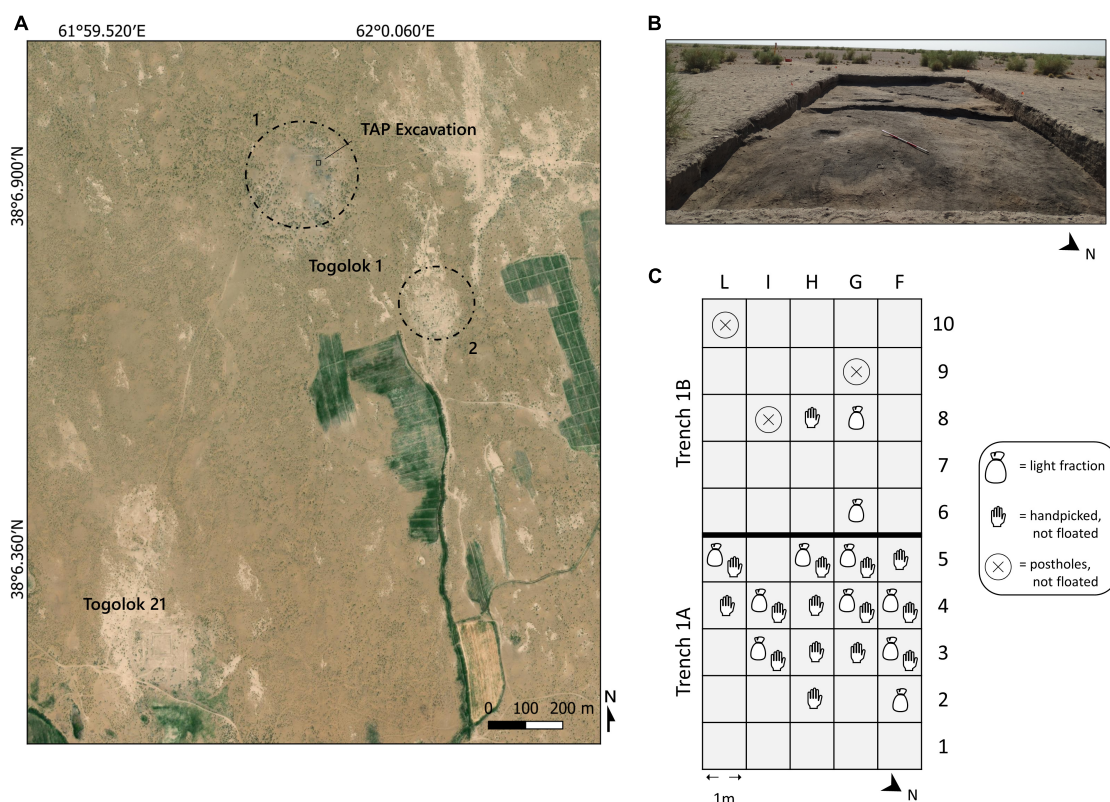 A
61°59.520′E
62°0.060′E
38°6.900′N
38°6.360′N
1
TAP Excavation
Togolok 1
2
Togolok 21
0 100 200 m
N
B
N
C
L I H G F
10
9
8
7
6
5
4
3
2
1
Trench 1B
Trench 1A
1m
N
= light fraction
= handpicked,
not floated
= postholes,
not floated